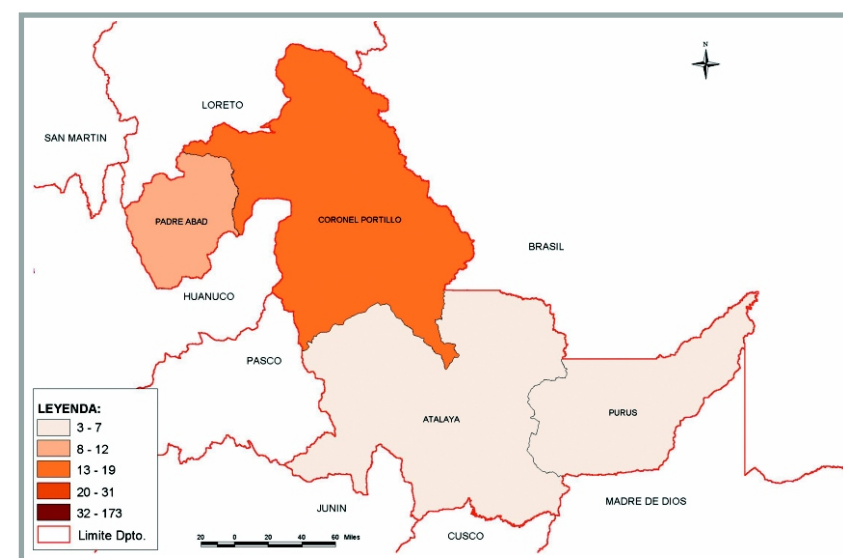 N
LORETO
SAN MARTIN
PADRE ABAD
CORONEL PORTILLO
BRASIL
HUANUCO
PASCO
ATALAYA
PURUS
LEYENDA:
3 - 7
8 - 12
13 - 19
20 - 31
32 - 173
Limite Dpto.
JUNIN
MADRE DE DIOS
CUSCO
20 0 20 40 60 Miles